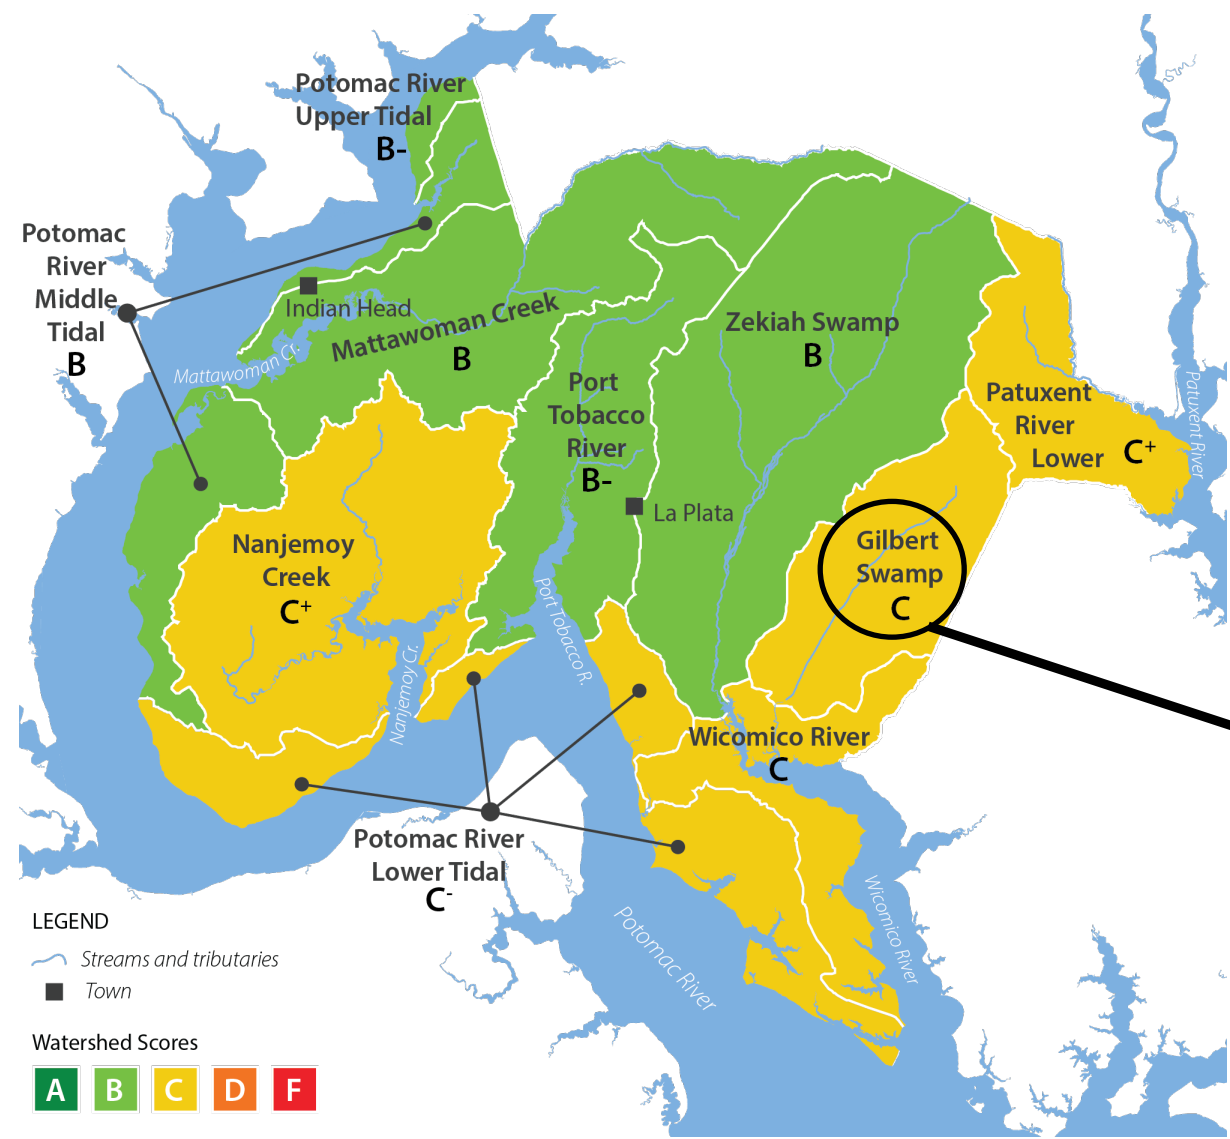 Potomac River
Upper Tidal
B-
Potomac
River
Middle
Tidal
B
Indian Head
Mattawoman Creek
B
Mattawoman Cr.
Zekiah Swamp
B
Port
Tobacco
River
B-
Patuxent
River
Lower
C+
Patuxent River
La Plata
Gilbert
Swamp
C
Nanjemoy
Creek
C+
Port Tobacco R.
Nanjemoy Cr.
Wicomico River
C
Potomac River
Lower Tidal
C-
Wicomico River
Potomac River
LEGEND
Streams and tributaries
Town
Watershed Scores
A B C D F